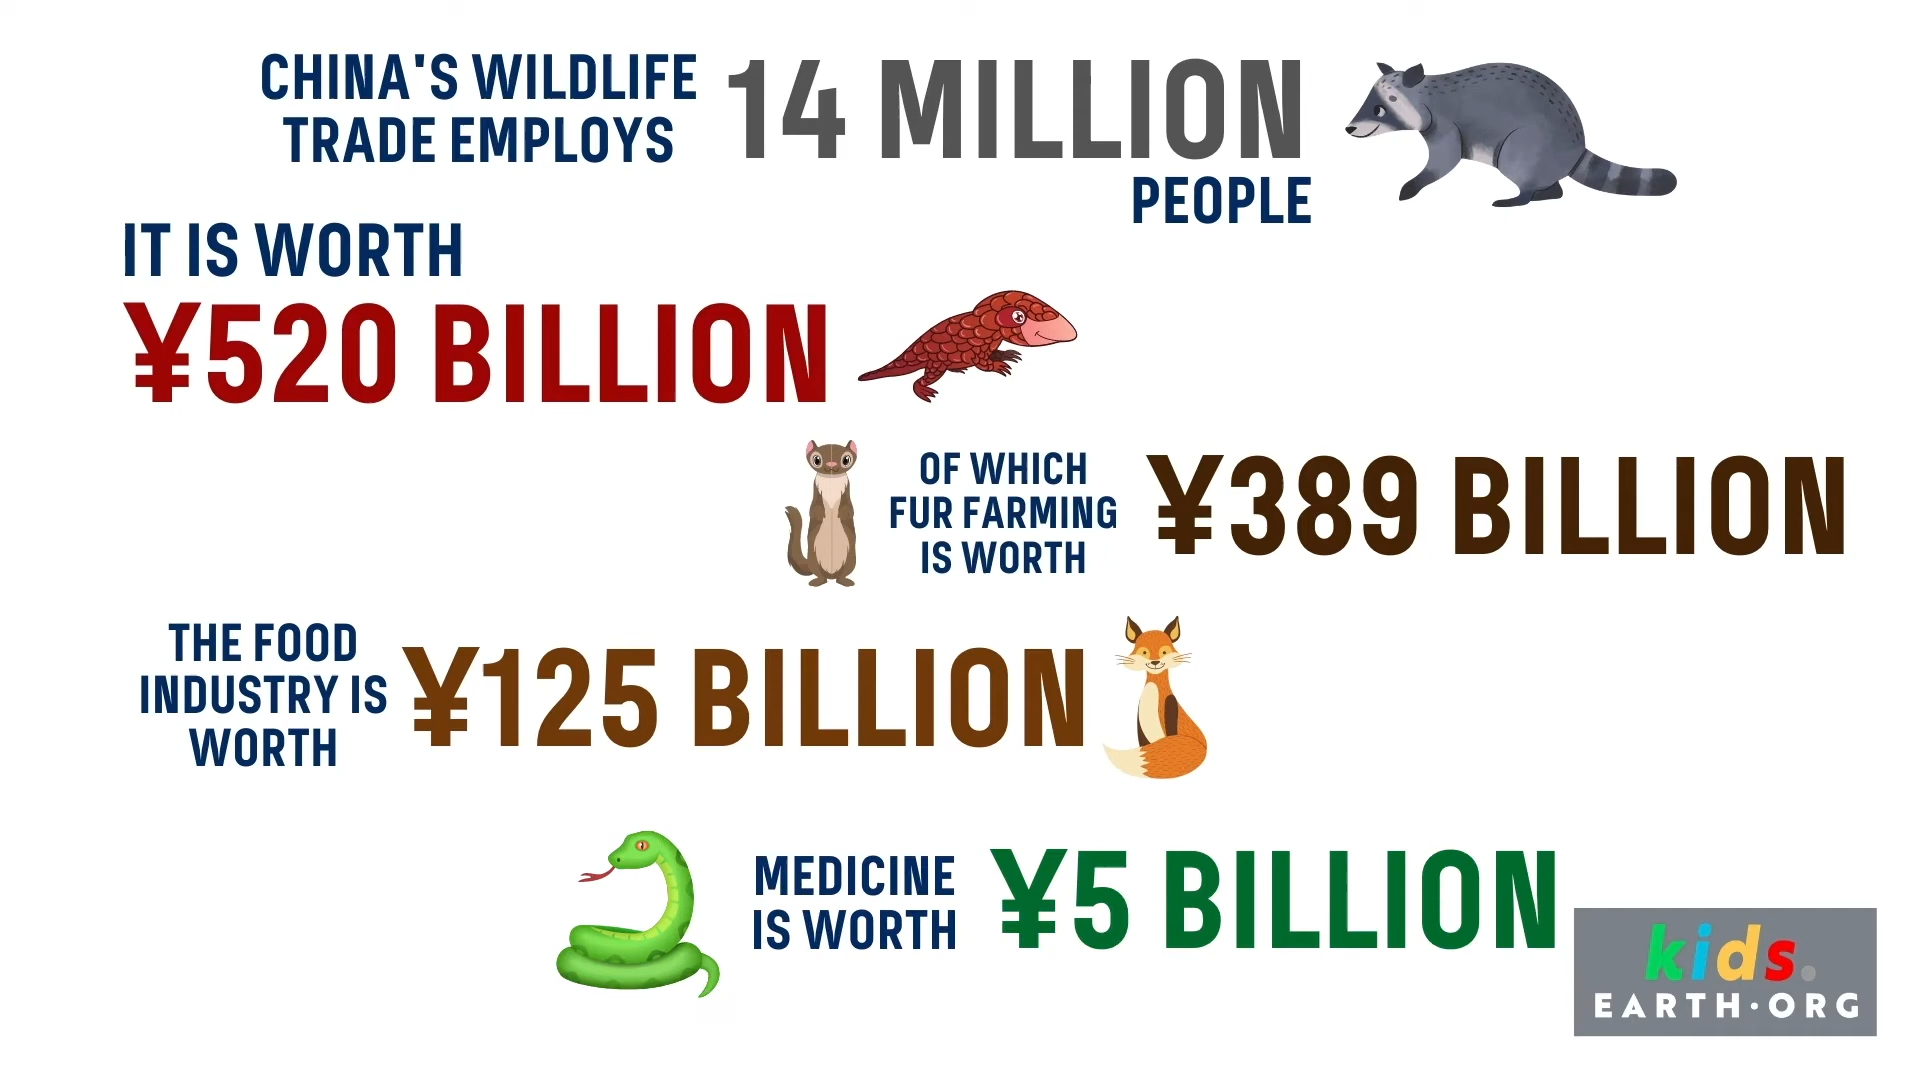 CHINA'S WILDLIFE
TRADE EMPLOYS
14 MILLION
PEOPLE
IT IS WORTH
¥520 BILLION
OF WHICH
FUR FARMING
IS WORTH
¥389 BILLION
THE FOOD
INDUSTRY IS
WORTH
¥125 BILLION
MEDICINE
IS WORTH
¥5 BILLION
kids.
EARTH·ORG